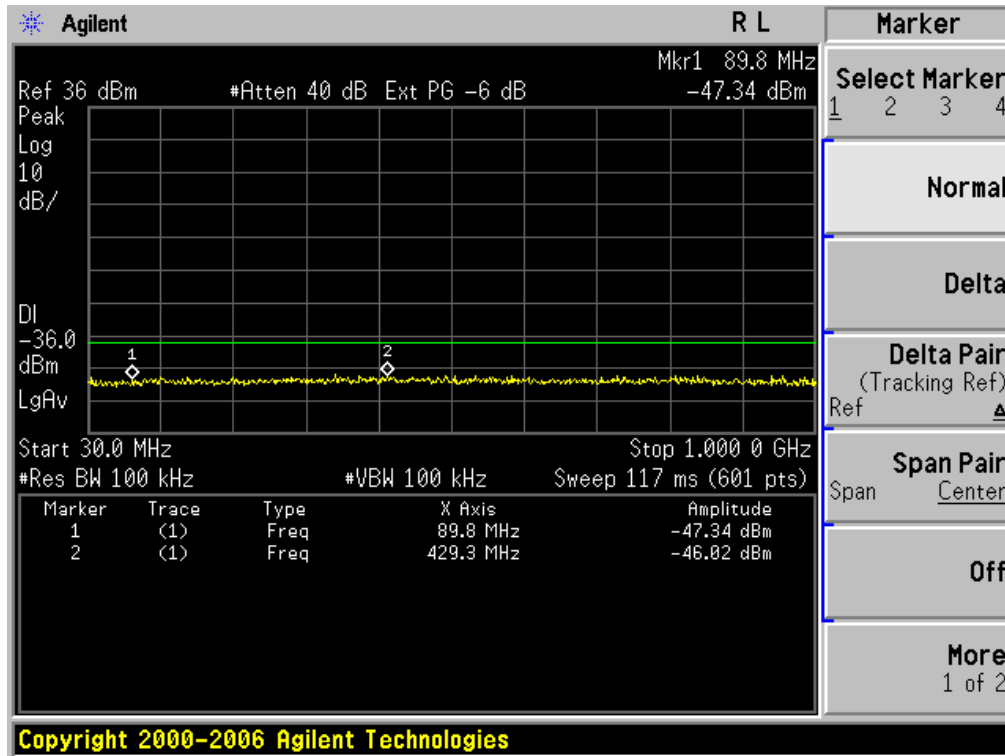 Agilent R L Marker
Mkr1 89.8 MHz
Ref 36 dBm #Atten 40 dB Ext PG -6 dB -47.34 dBm
Peak
Log
10
dB/
DI
-36.0
dBm
LgAv
1
2
Start 30.0 MHz Stop 1.000 0 GHz
#Res BW 100 kHz #VBW 100 kHz Sweep 117 ms (601 pts)
Marker Trace Type X Axis Amplitude
1 (1) Freq 89.8 MHz -47.34 dBm
2 (1) Freq 429.3 MHz -46.02 dBm
Select Marker
1 2 3 4
Normal
Delta
Delta Pair
(Tracking Ref)
Ref Δ
Span Pair
Span Center
Off
More
1 of 2
Copyright 2000-2006 Agilent Technologies